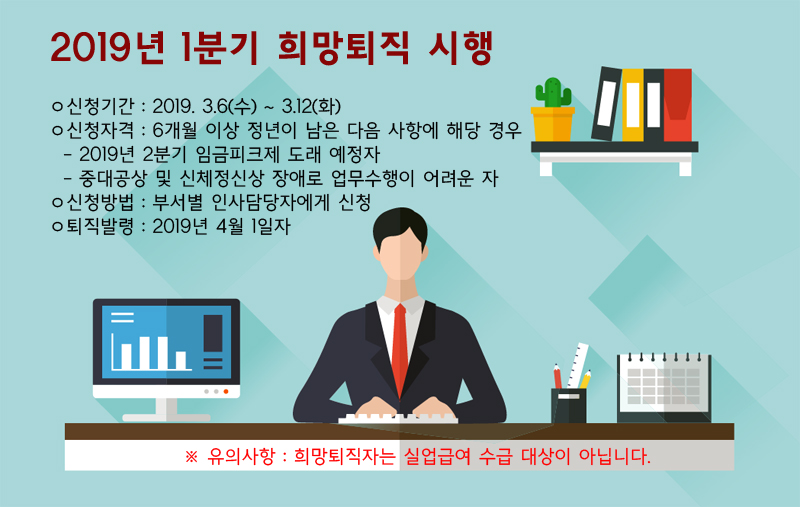 2019년 1분기 희망퇴직 시행
ㅇ신청기간 : 2019. 3.6(수) ~ 3.12(화)
ㅇ신청자격 : 6개월 이상 정년이 남은 다음 사항에 해당 경우
- 2019년 2분기 임금피크제 도래 예정자
- 중대공상 및 신체정신상 장애로 업무수행이 어려운 자
ㅇ신청방법 : 부서별 인사담당자에게 신청
ㅇ퇴직발령 : 2019년 4월 1일자
※ 유의사항 : 희망퇴직자는 실업급여 수급 대상이 아닙니다.